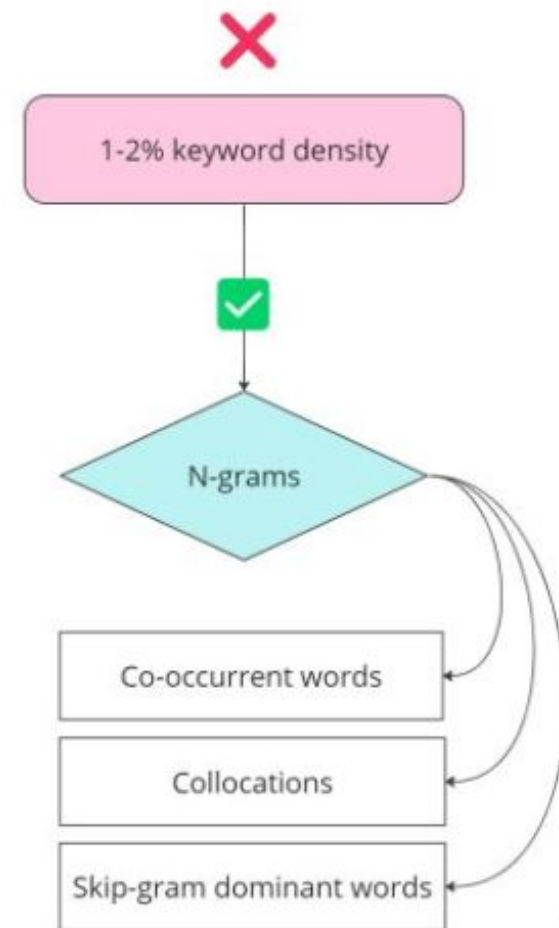 1-2% keyword density
N-grams
Co-occurrent words
Collocations
Skip-gram dominant words